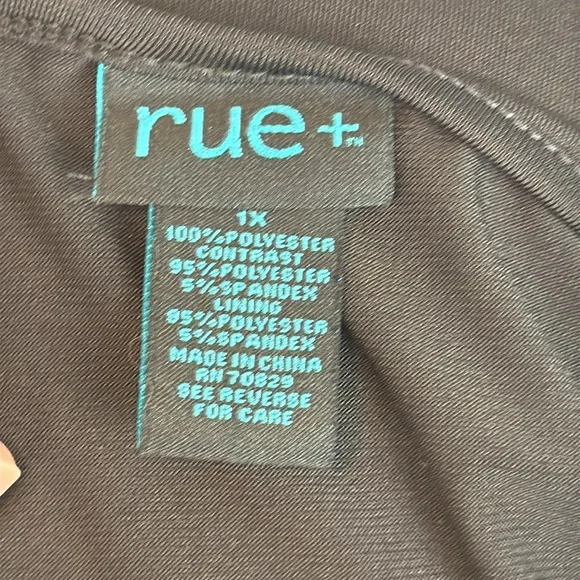 rue+™
1X
100%POLYESTER
CONTRAST
95%POLYESTER
5%SPANDEX
LINING
95%POLYESTER
5%SPANDEX
MADE IN CHINA
RN 70829
SEE REVERSE
FOR CARE